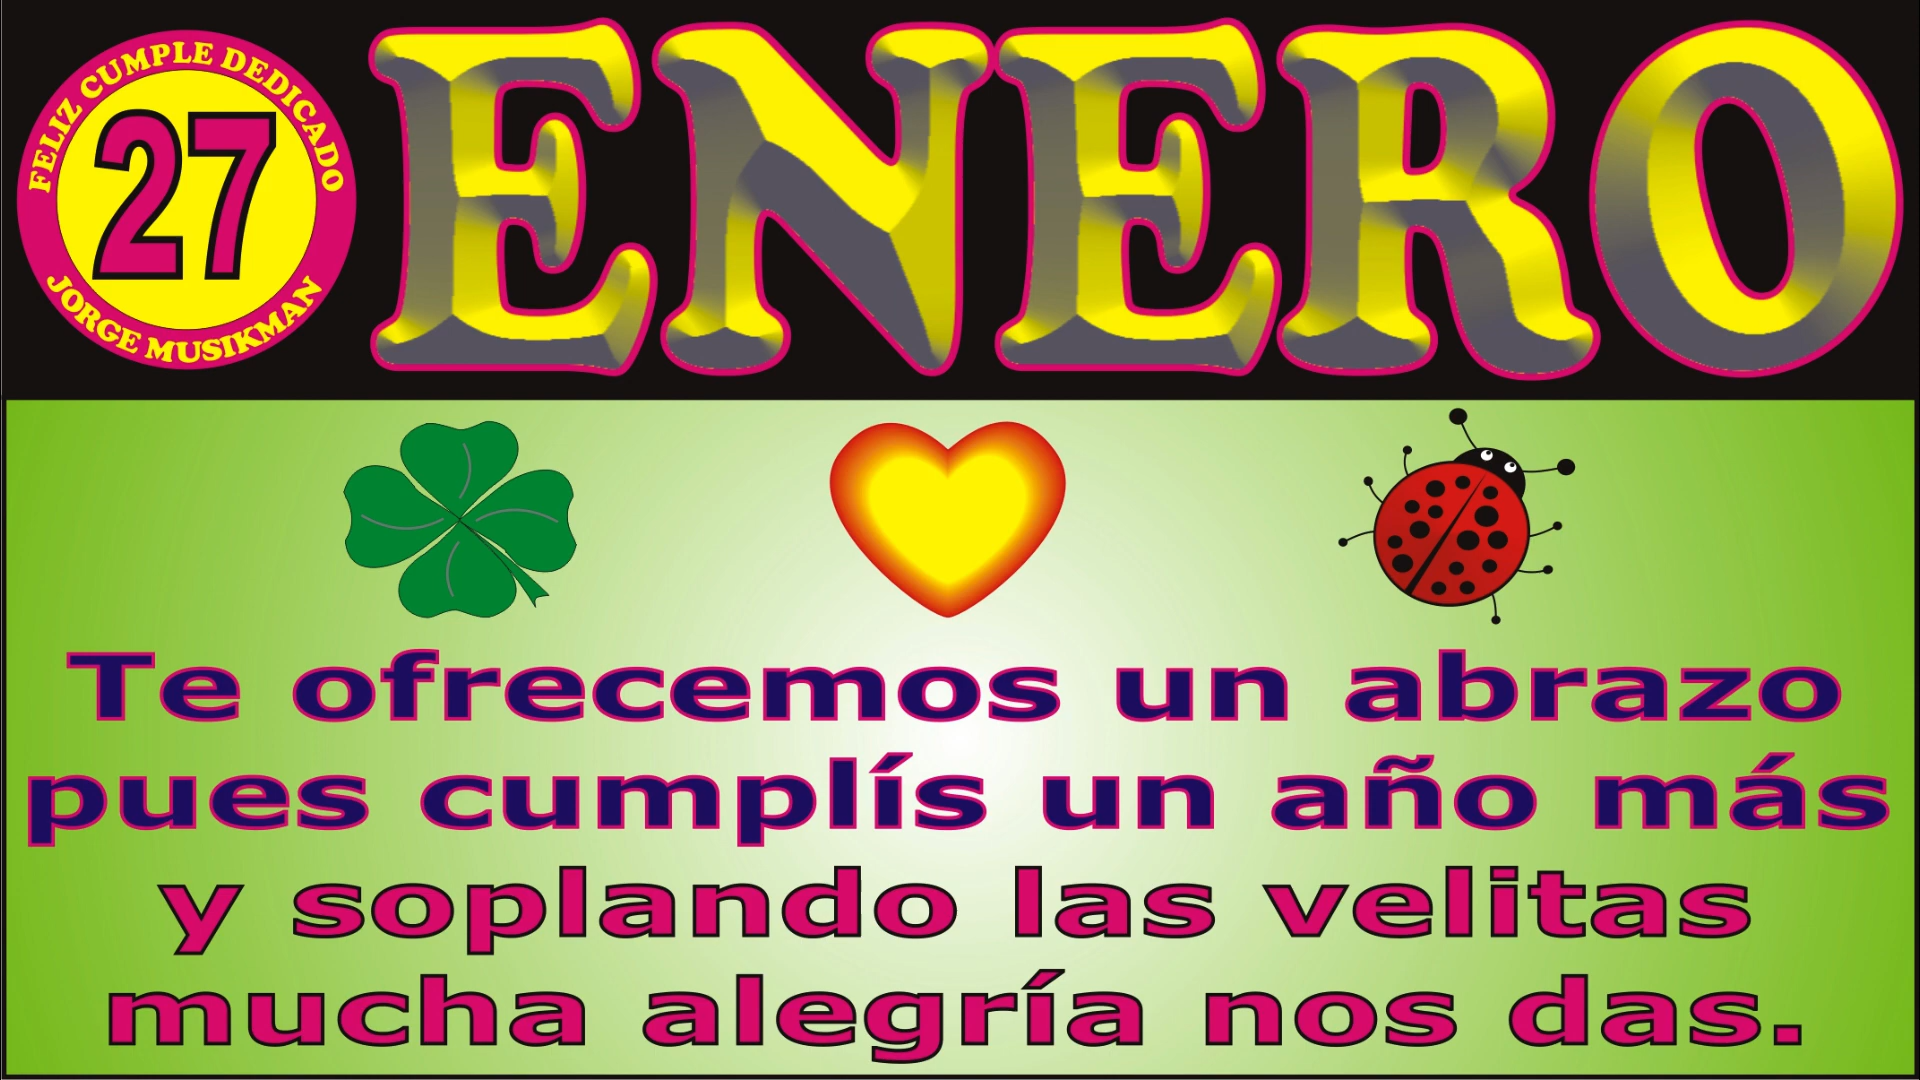 FELIZ CUMPLE DEDICADO
27
JORGE MUSIKMAN
ENERO
Te ofrecemos un abrazo
pues cumplís un año más
y soplando las velitas
mucha alegría nos das.